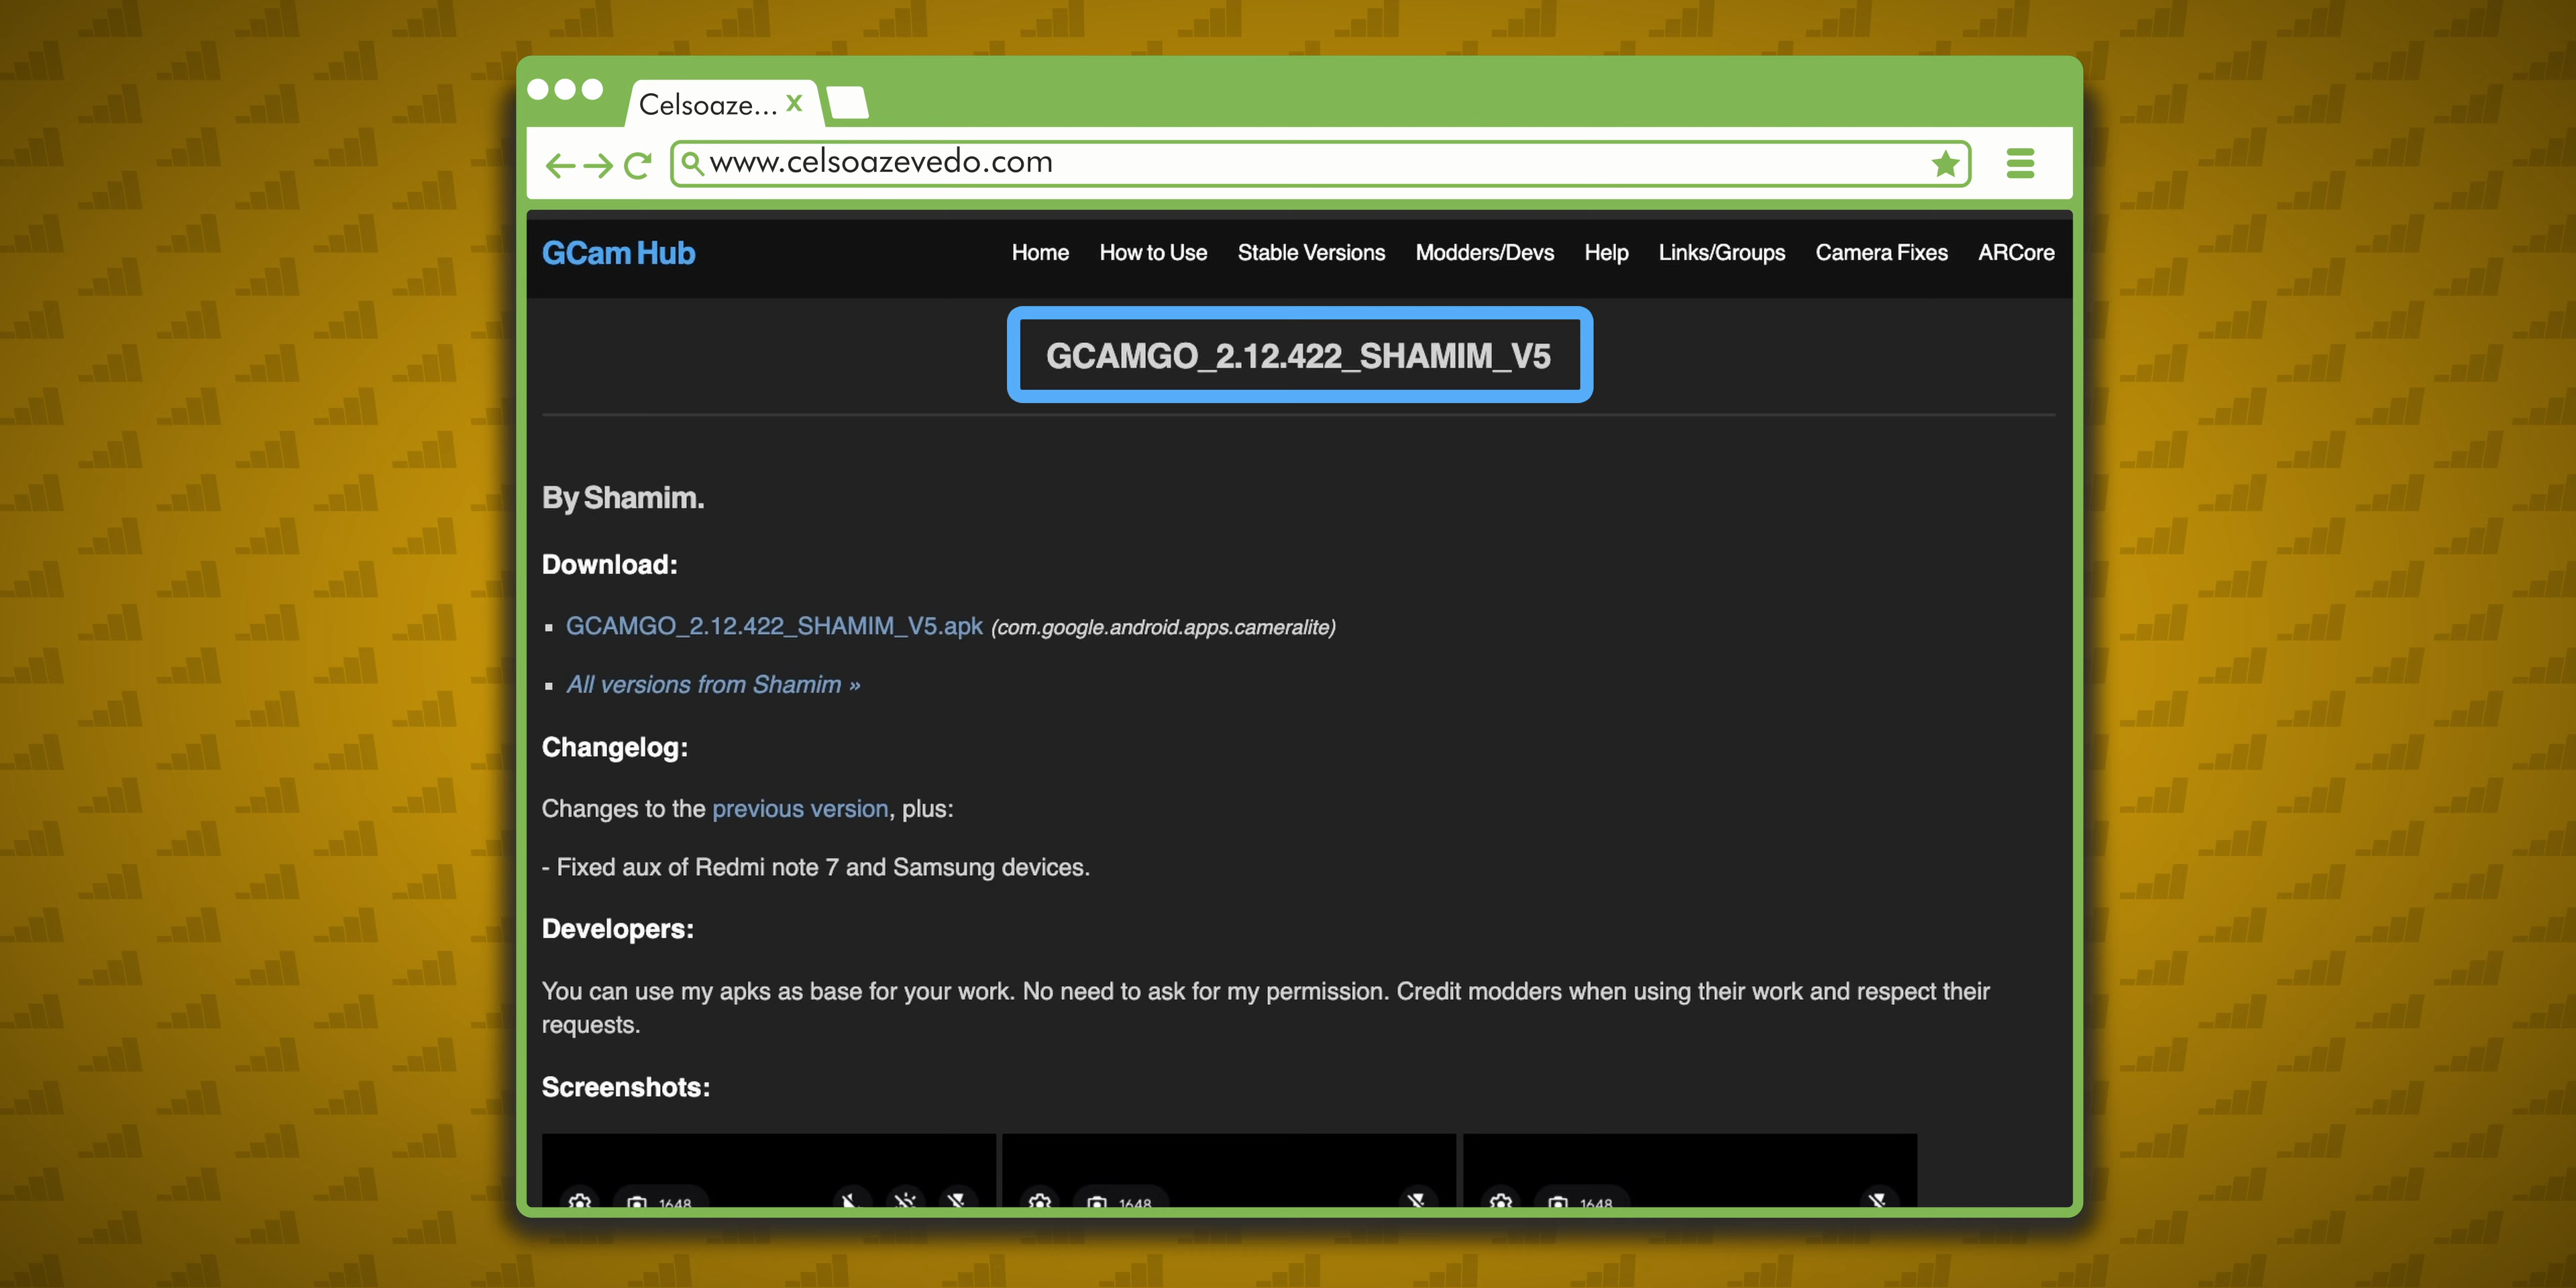 Celsoaze... x
www.celsoazevedo.com
GCam Hub Home How to Use Stable Versions Modders/Devs Help Links/Groups Camera Fixes ARCore
GCAMGO_2.12.422_SHAMIM_V5
By Shamim.
Download:
GCAMGO_2.12.422_SHAMIM_V5.apk (com.google.android.apps.cameralite)
All versions from Shamim »
Changelog:
Changes to the previous version, plus:
- Fixed aux of Redmi note 7 and Samsung devices.
Developers:
You can use my apks as base for your work. No need to ask for my permission. Credit modders when using their work and respect their
requests.
Screenshots:
1648 1648 1648